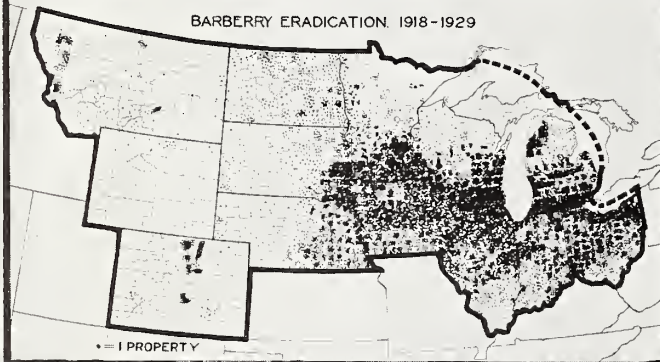 BARBERRY ERADICATION, 1918-1929
• = 1 PROPERTY